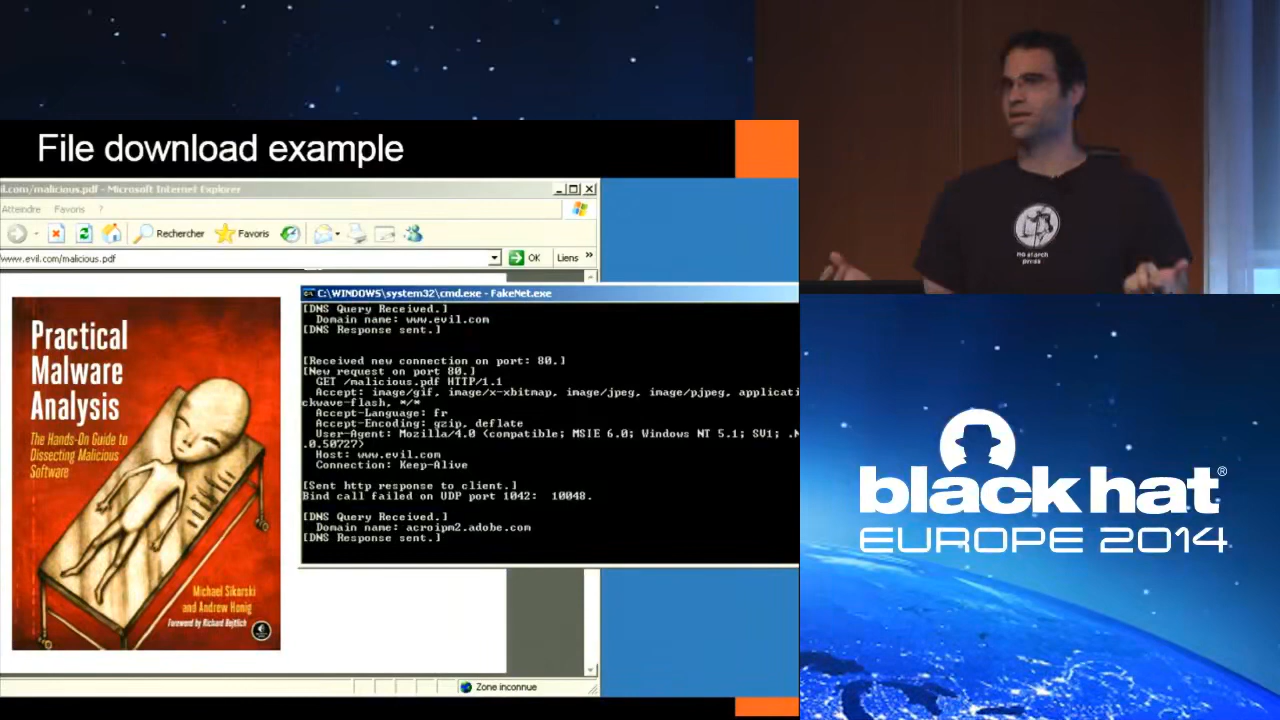 File download example
il.com/malicious.pdf - Microsoft Internet Explorer
Atteindre Favoris ?
Rechercher Favoris
www.evil.com/malicious.pdf OK Liens »
Practical
Malware
Analysis
The Hands-On Guide to
Dissecting Malicious
Software
Michael Sikorski
and Andrew Honig
Foreword by Richard Bejtlich
C:\WINDOWS\system32\cmd.exe - FakeNet.exe
[DNS Query Received.]
Domain name: www.evil.com
[DNS Response sent.]
[Received new connection on port: 80.]
[New request on port 80.]
GET /malicious.pdf HTTP/1.1
Accept: image/gif, image/x-xbitmap, image/jpeg, image/pjpeg, applicati
ckwave-flash, */*
Accept-Language: fr
Accept-Encoding: gzip, deflate
User-Agent: Mozilla/4.0 (compatible; MSIE 6.0; Windows NT 5.1; SV1; .N
.0.50727)
Host: www.evil.com
Connection: Keep-Alive
[Sent http response to client.]
Bind call failed on UDP port 1042: 10048.
[DNS Query Received.]
Domain name: acroipm2.adobe.com
[DNS Response sent.]
Zone inconnue
no starch
press
black hat®
EUROPE 2014